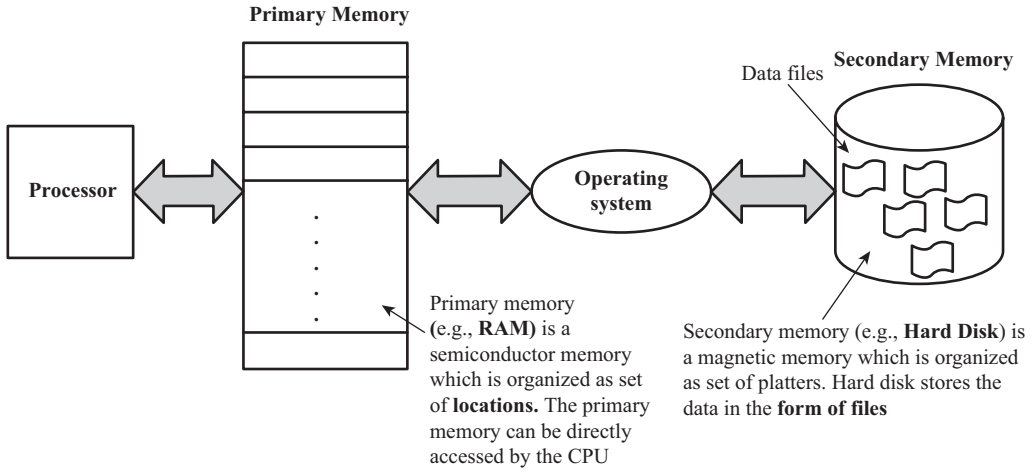 Primary Memory
Data files
Secondary Memory
Processor
Operating
system
Primary memory
(e.g., RAM) is a
semiconductor memory
which is organized as set
of locations. The primary
memory can be directly
accessed by the CPU
Secondary memory (e.g., Hard Disk) is
a magnetic memory which is organized
as set of platters. Hard disk stores the
data in the form of files